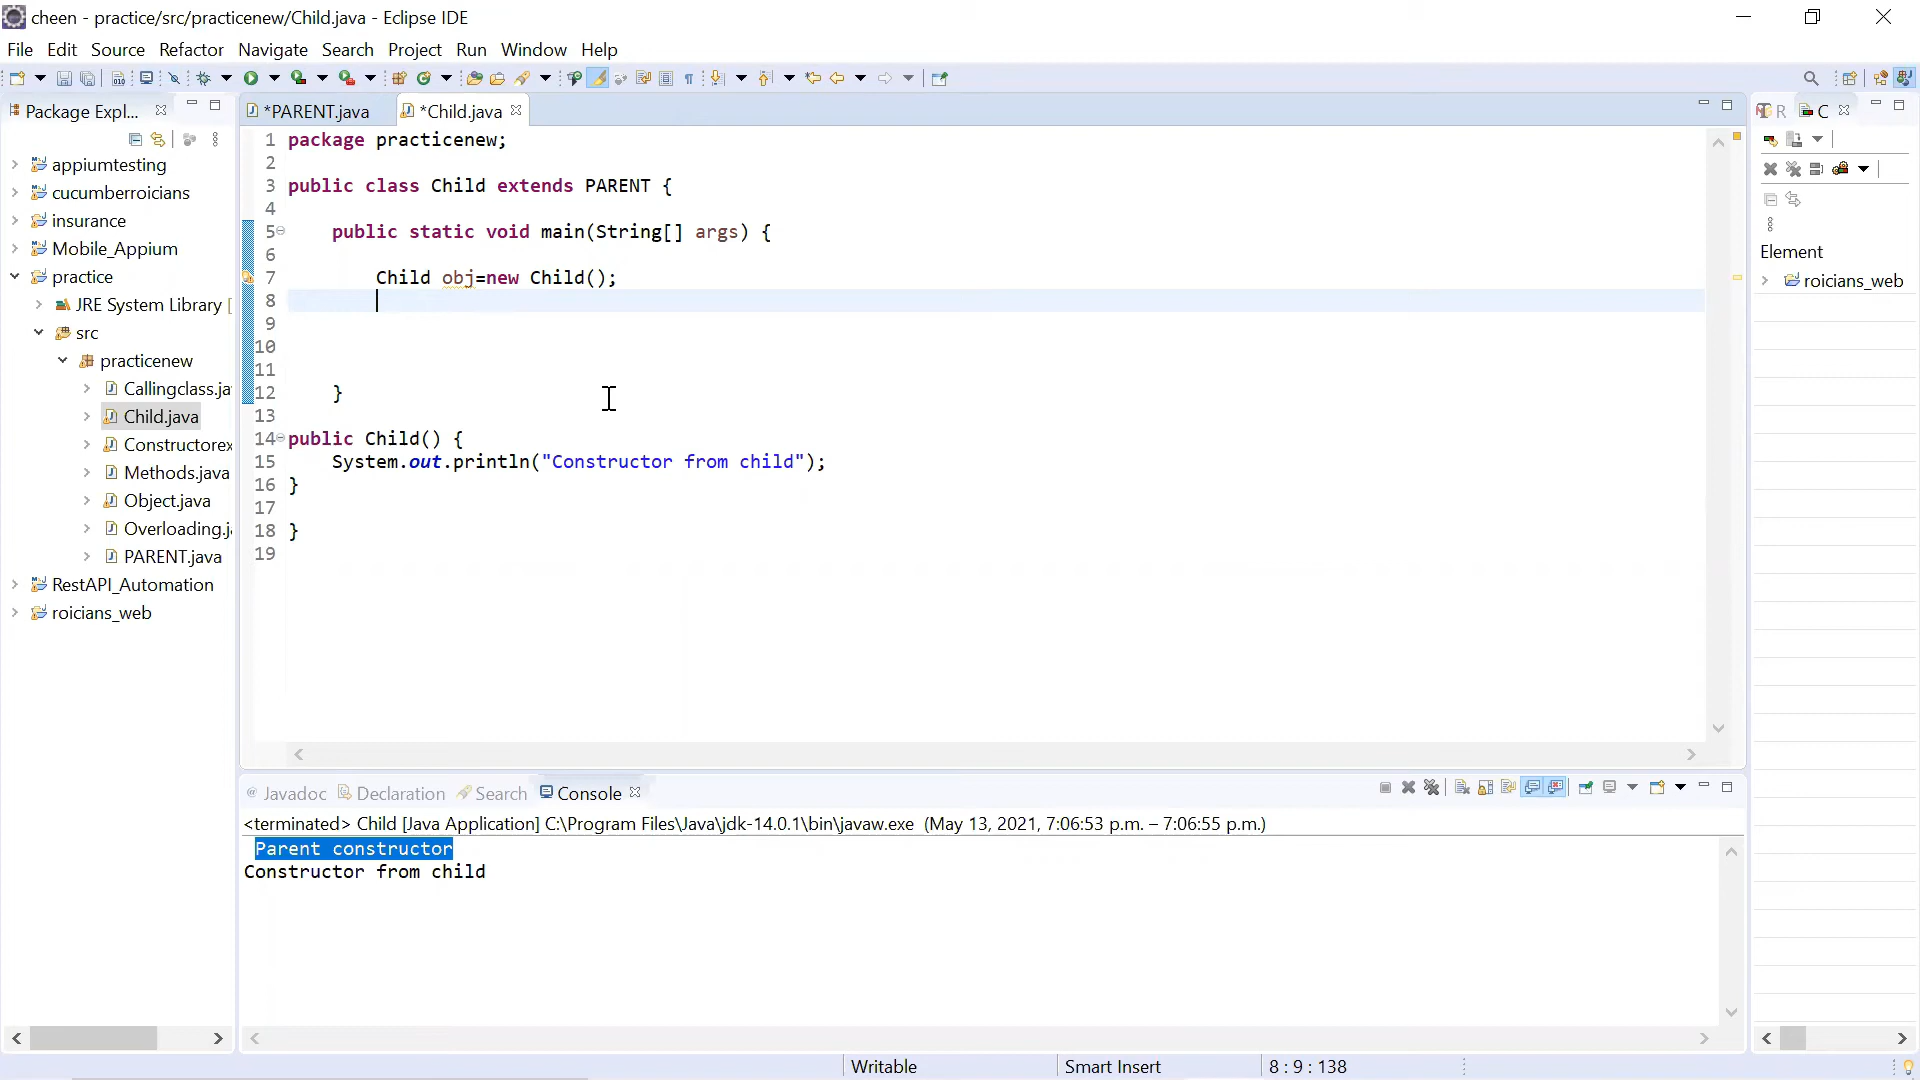 cheen - practice/src/practicenew/Child.java - Eclipse IDE
File Edit Source Refactor Navigate Search Project Run Window Help
Package Expl...
*PARENT.java
*Child.java
R
C
appiumtesting
cucumberroicians
insurance
Mobile_Appium
practice
JRE System Library [
src
practicenew
Callingclass.ja
Child.java
Constructorex
Methods.java
Object.java
Overloading.j
PARENT.java
RestAPI_Automation
roicians_web
1 package practicenew;
2
3 public class Child extends PARENT {
4
5 public static void main(String[] args) {
6
7 Child obj=new Child();
8
9
10
11
12 }
13
14 public Child() {
15 System.out.println("Constructor from child");
16 }
17
18 }
19
Element
roicians_web
@ Javadoc Declaration Search Console
<terminated> Child [Java Application] C:\Program Files\Java\jdk-14.0.1\bin\javaw.exe (May 13, 2021, 7:06:53 p.m. – 7:06:55 p.m.)
Parent constructor
Constructor from child
Writable
Smart Insert
8 : 9 : 138